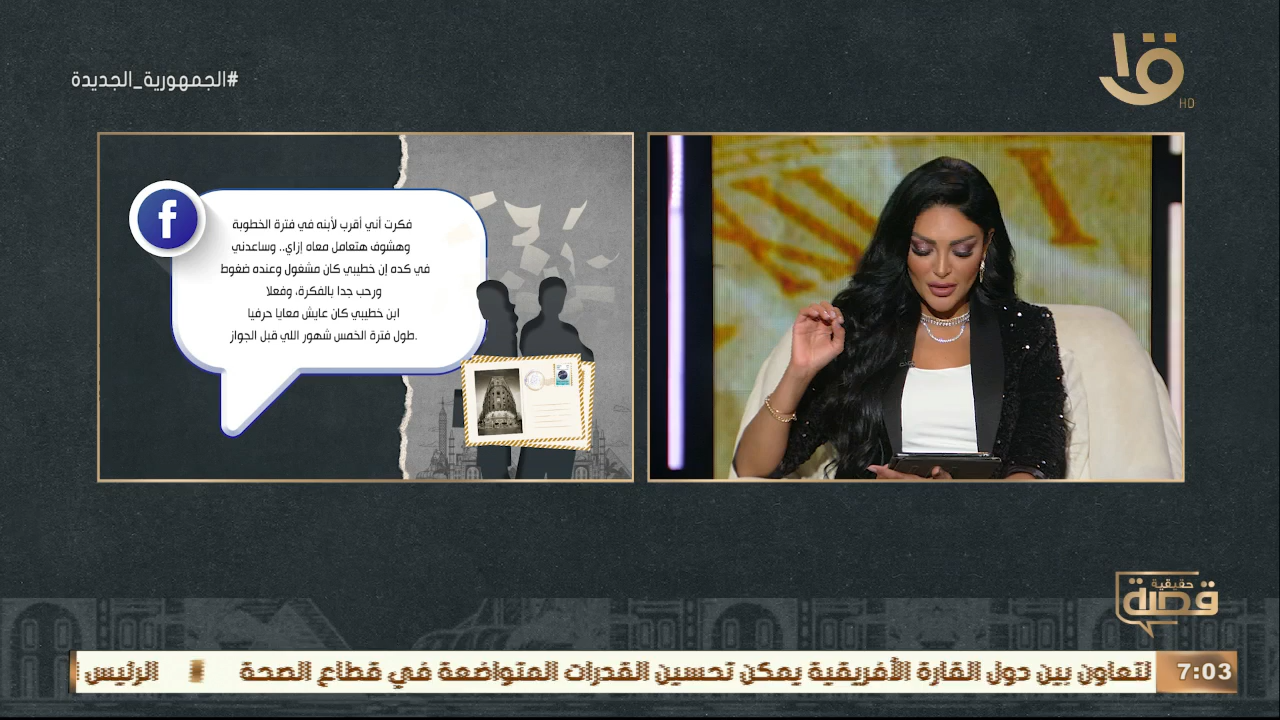 #الجمهورية_الجديدة
HD
f
فكرت أني أقرب لأبنه في فترة الخطوبة
وهشوف هتعامل معاه إزاي.. وساعدني
في كده إن خطيبي كان مشغول وعنده ضغوط
ورحب جدا بالفكرة، وفعلا
ابن خطيبي كان عايش معايا حرفيا
طول فترة الخمس شهور اللي قبل الجواز.
قصة
حقيقية
7:03 لتعاون بين دول القارة الأفريقية يمكن تحسين القدرات المتواضعة في قطاع الصحة الرئيس